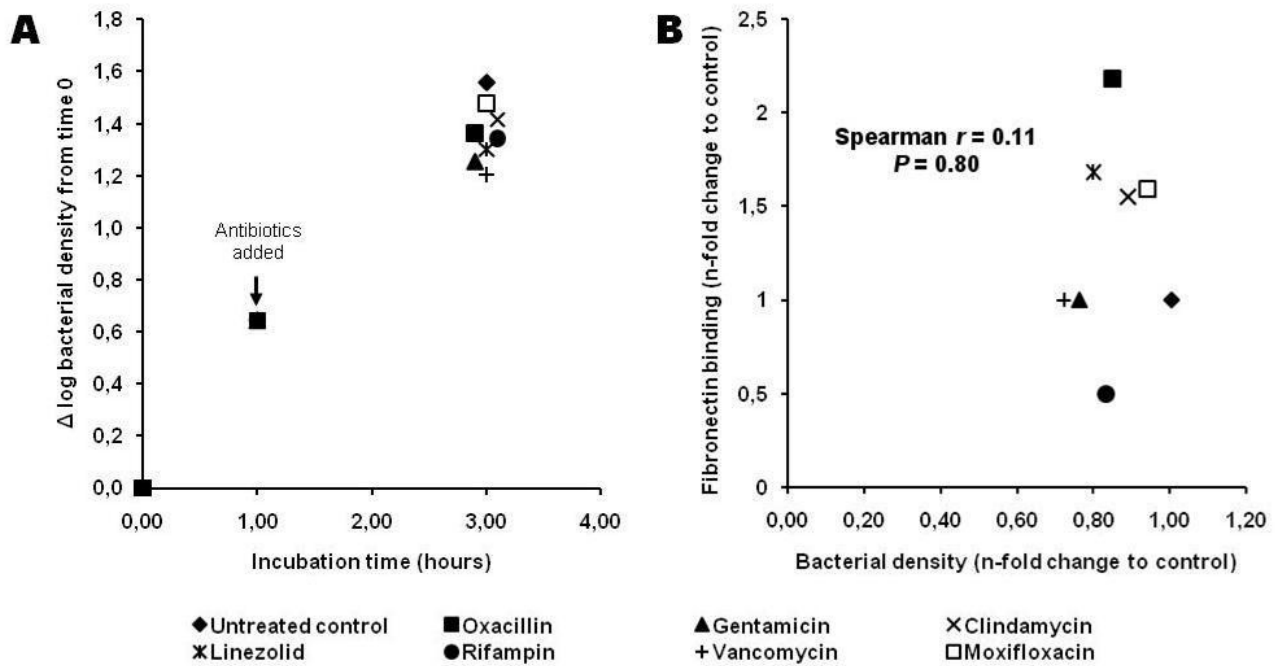 A
Δ log bacterial density from time 0
1,8
1,6
1,4
1,2
1,0
0,8
0,6
0,4
0,2
0,0
Antibiotics
added
0,00 1,00 2,00 3,00 4,00
Incubation time (hours)
B
Fibronectin binding (n-fold change to control)
2,5
2
1,5
1
0,5
0
Spearman r = 0.11
P = 0.80
0,00 0,20 0,40 0,60 0,80 1,00 1,20
Bacterial density (n-fold change to control)
Untreated control Oxacillin Gentamicin Clindamycin
Linezolid Rifampin Vancomycin Moxifloxacin